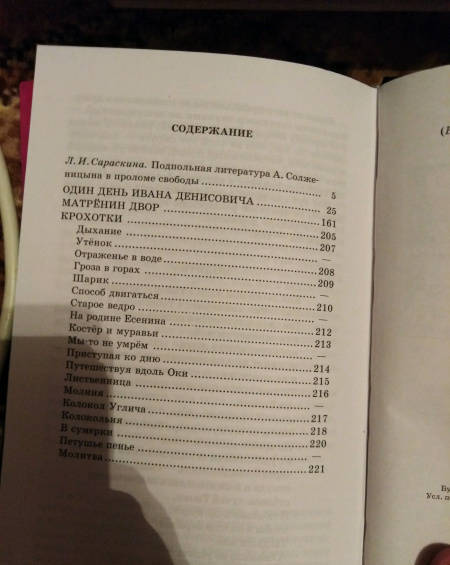 СОДЕРЖАНИЕ
Л. И. Сараскина. Подпольная литература А. Солже-
ницына в проломе свободы ..... 5
ОДИН ДЕНЬ ИВАНА ДЕНИСОВИЧА ..... 25
МАТРЁНИН ДВОР ..... 161
КРОХОТКИ ..... 205
Дыхание ..... 207
Утёнок ..... —
Отраженье в воде ..... 208
Гроза в горах ..... 209
Шарик ..... —
Способ двигаться ..... 210
Старое ведро ..... —
На родине Есенина ..... 212
Костёр и муравьи ..... 213
Мы-то не умрём ..... —
Приступая ко дню ..... 214
Путешествуя вдоль Оки ..... 215
Лиственница ..... 216
Молния ..... —
Колокол Углича ..... 217
Колокольня ..... 218
В сумерки ..... 220
Петушье пенье ..... —
Молитва ..... 221
Бу
Усл. п